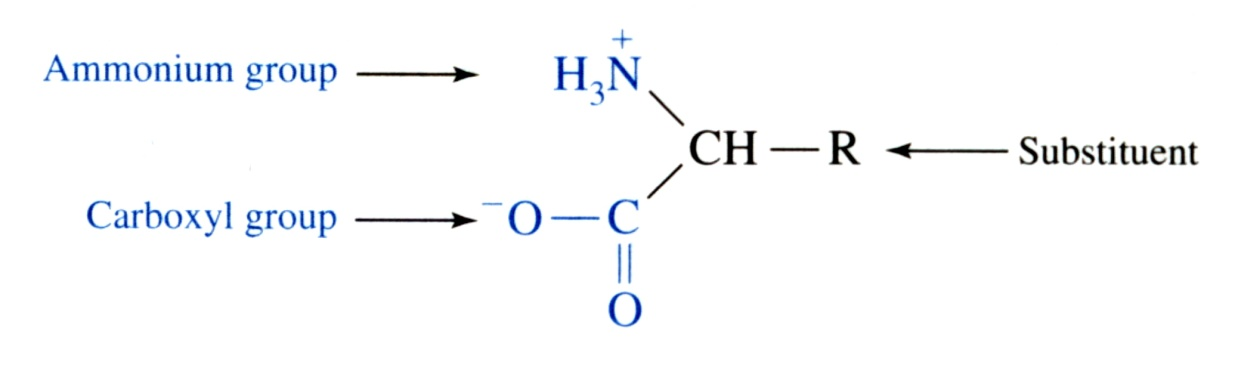 +
Ammonium group H₃N
CH — R Substituent
Carboxyl group ⁻O — C
||
O